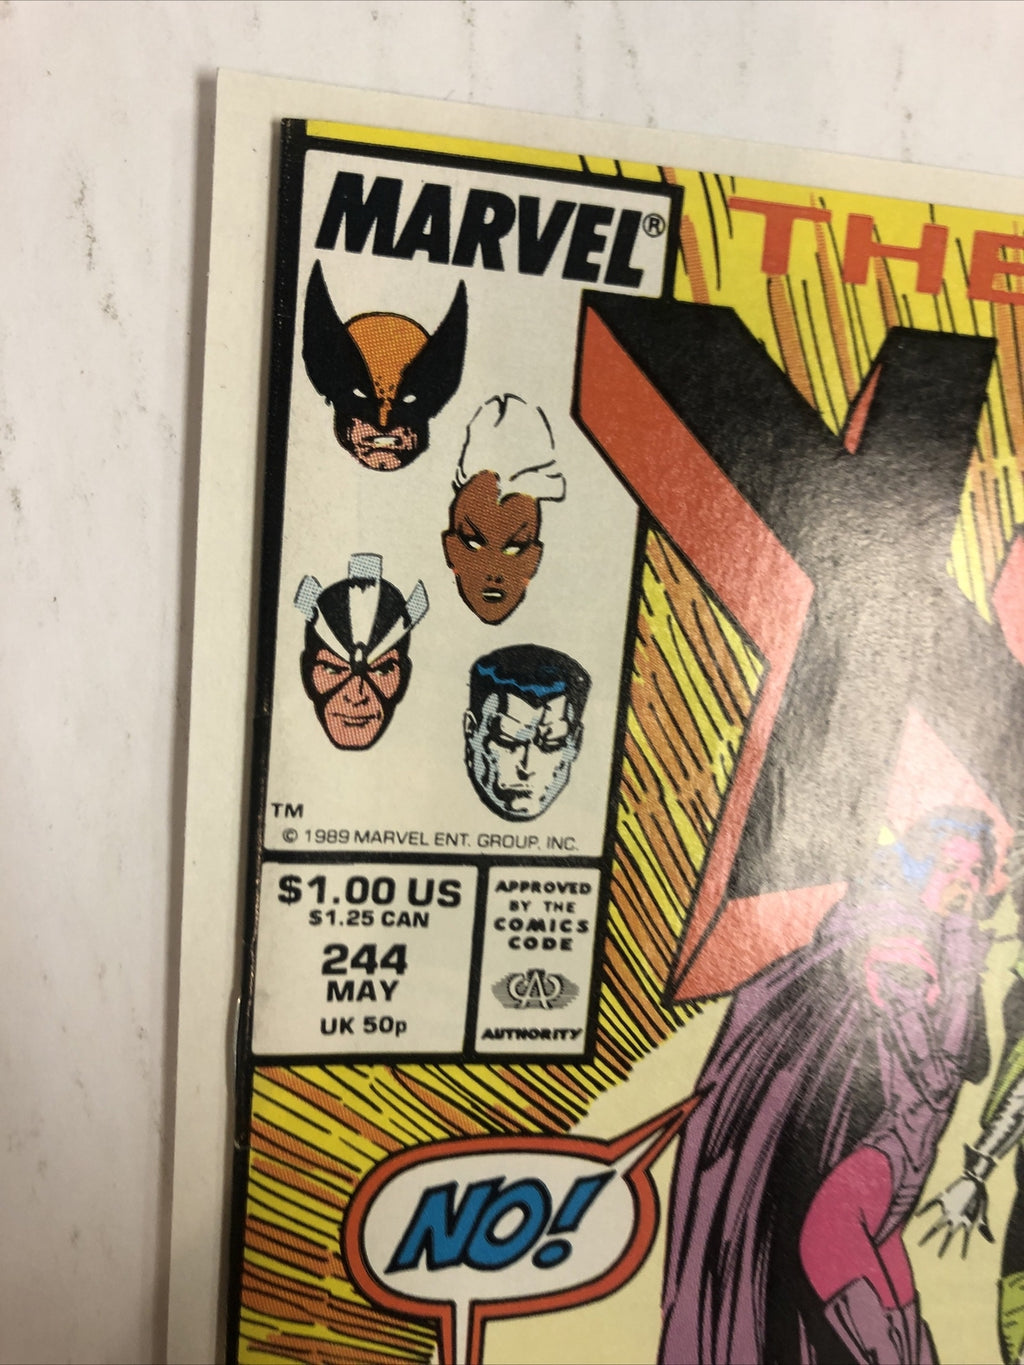 MARVEL®
THE
X
TM
© 1989 MARVEL ENT. GROUP, INC.
$1.00 US
$1.25 CAN
244
MAY
UK 50p
APPROVED
BY THE
COMICS
CODE
CA
AUTHORITY
NO!